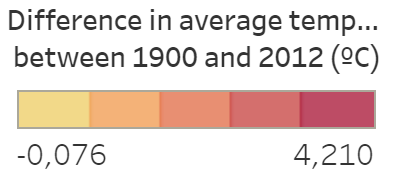 Difference in average temp...
between 1900 and 2012 (ºC)
-0,076 4,210